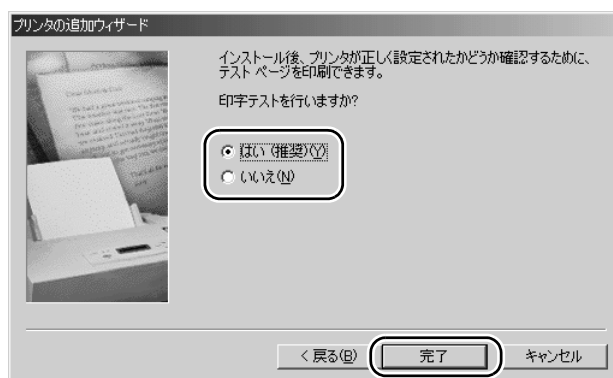 プリンタの追加ウィザード
インストール後、プリンタが正しく設定されたかどうか確認するために、
テスト ページを印刷できます。
印字テストを行いますか?
はい (推奨)(Y)
いいえ(N)
< 戻る(B)
完了
キャンセル